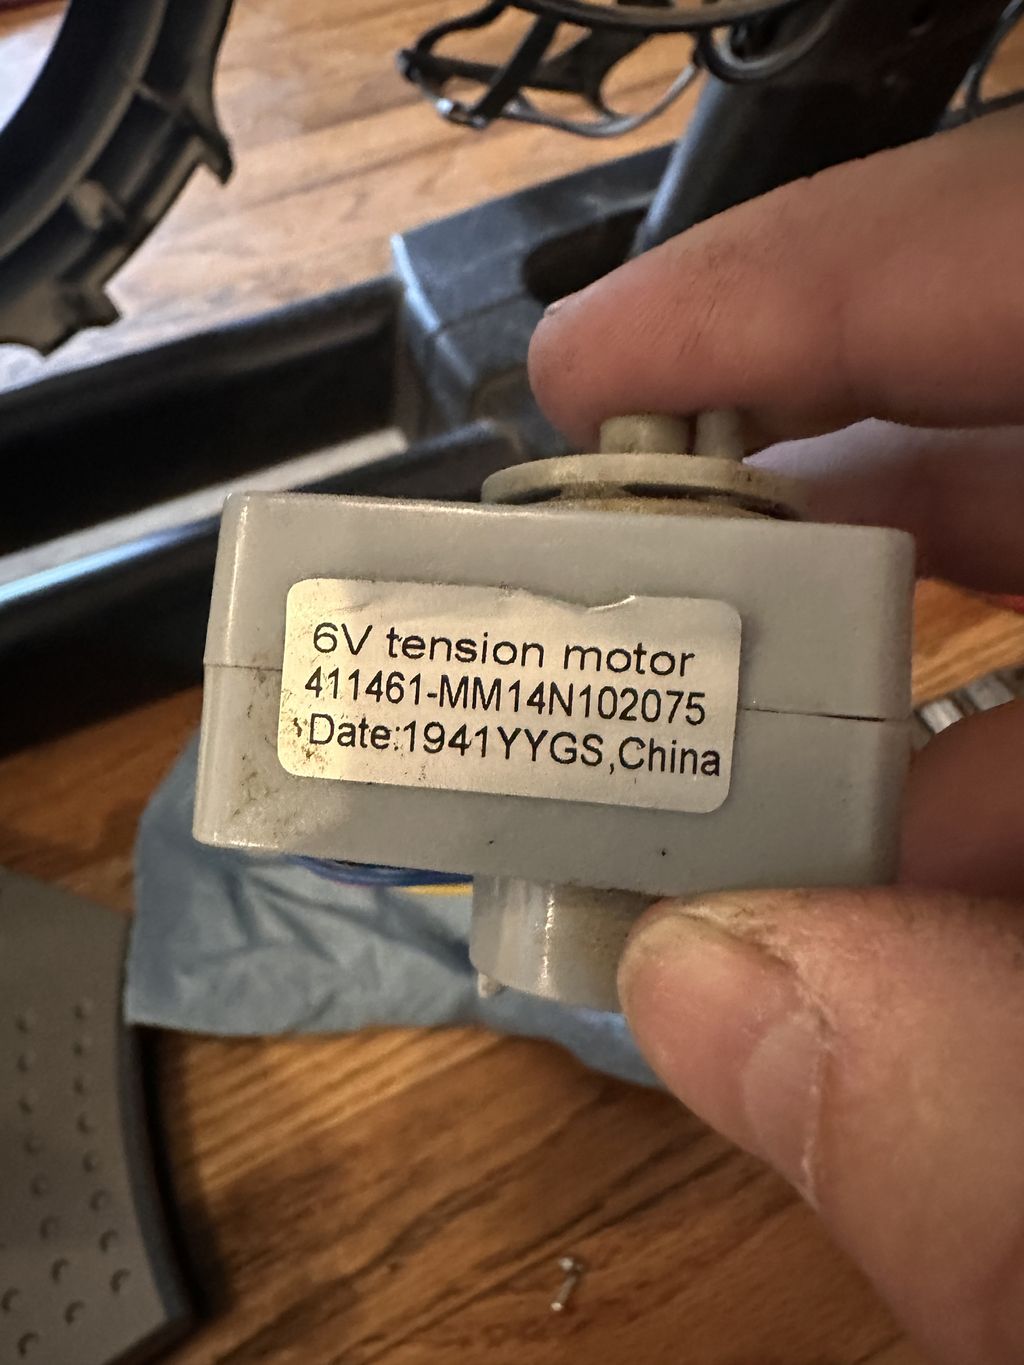 6V tension motor
411461-MM14N102075
Date:1941YYGS,China